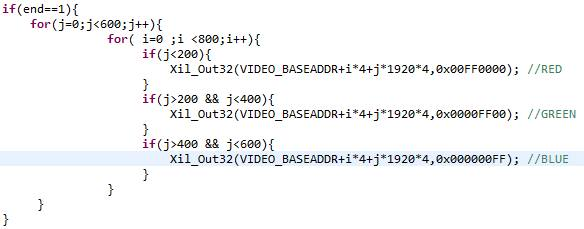 if(end==1){
for(j=0;j<600;j++){
for( i=0 ;i <800;i++){
if(j<200){
Xil_Out32(VIDEO_BASEADDR+i*4+j*1920*4,0x00FF0000); //RED
}
if(j>200 && j<400){
Xil_Out32(VIDEO_BASEADDR+i*4+j*1920*4,0x0000FF00); //GREEN
}
if(j>400 && j<600){
Xil_Out32(VIDEO_BASEADDR+i*4+j*1920*4,0x000000FF); //BLUE
}
}
}
}